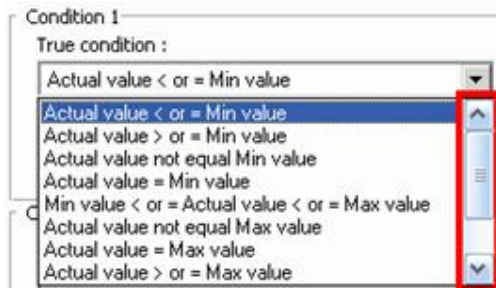 Condition 1
True condition :
Actual value < or = Min value
Actual value < or = Min value
Actual value > or = Min value
Actual value not equal Min value
Actual value = Min value
Min value < or = Actual value < or = Max value
Actual value not equal Max value
Actual value = Max value
Actual value > or = Max value